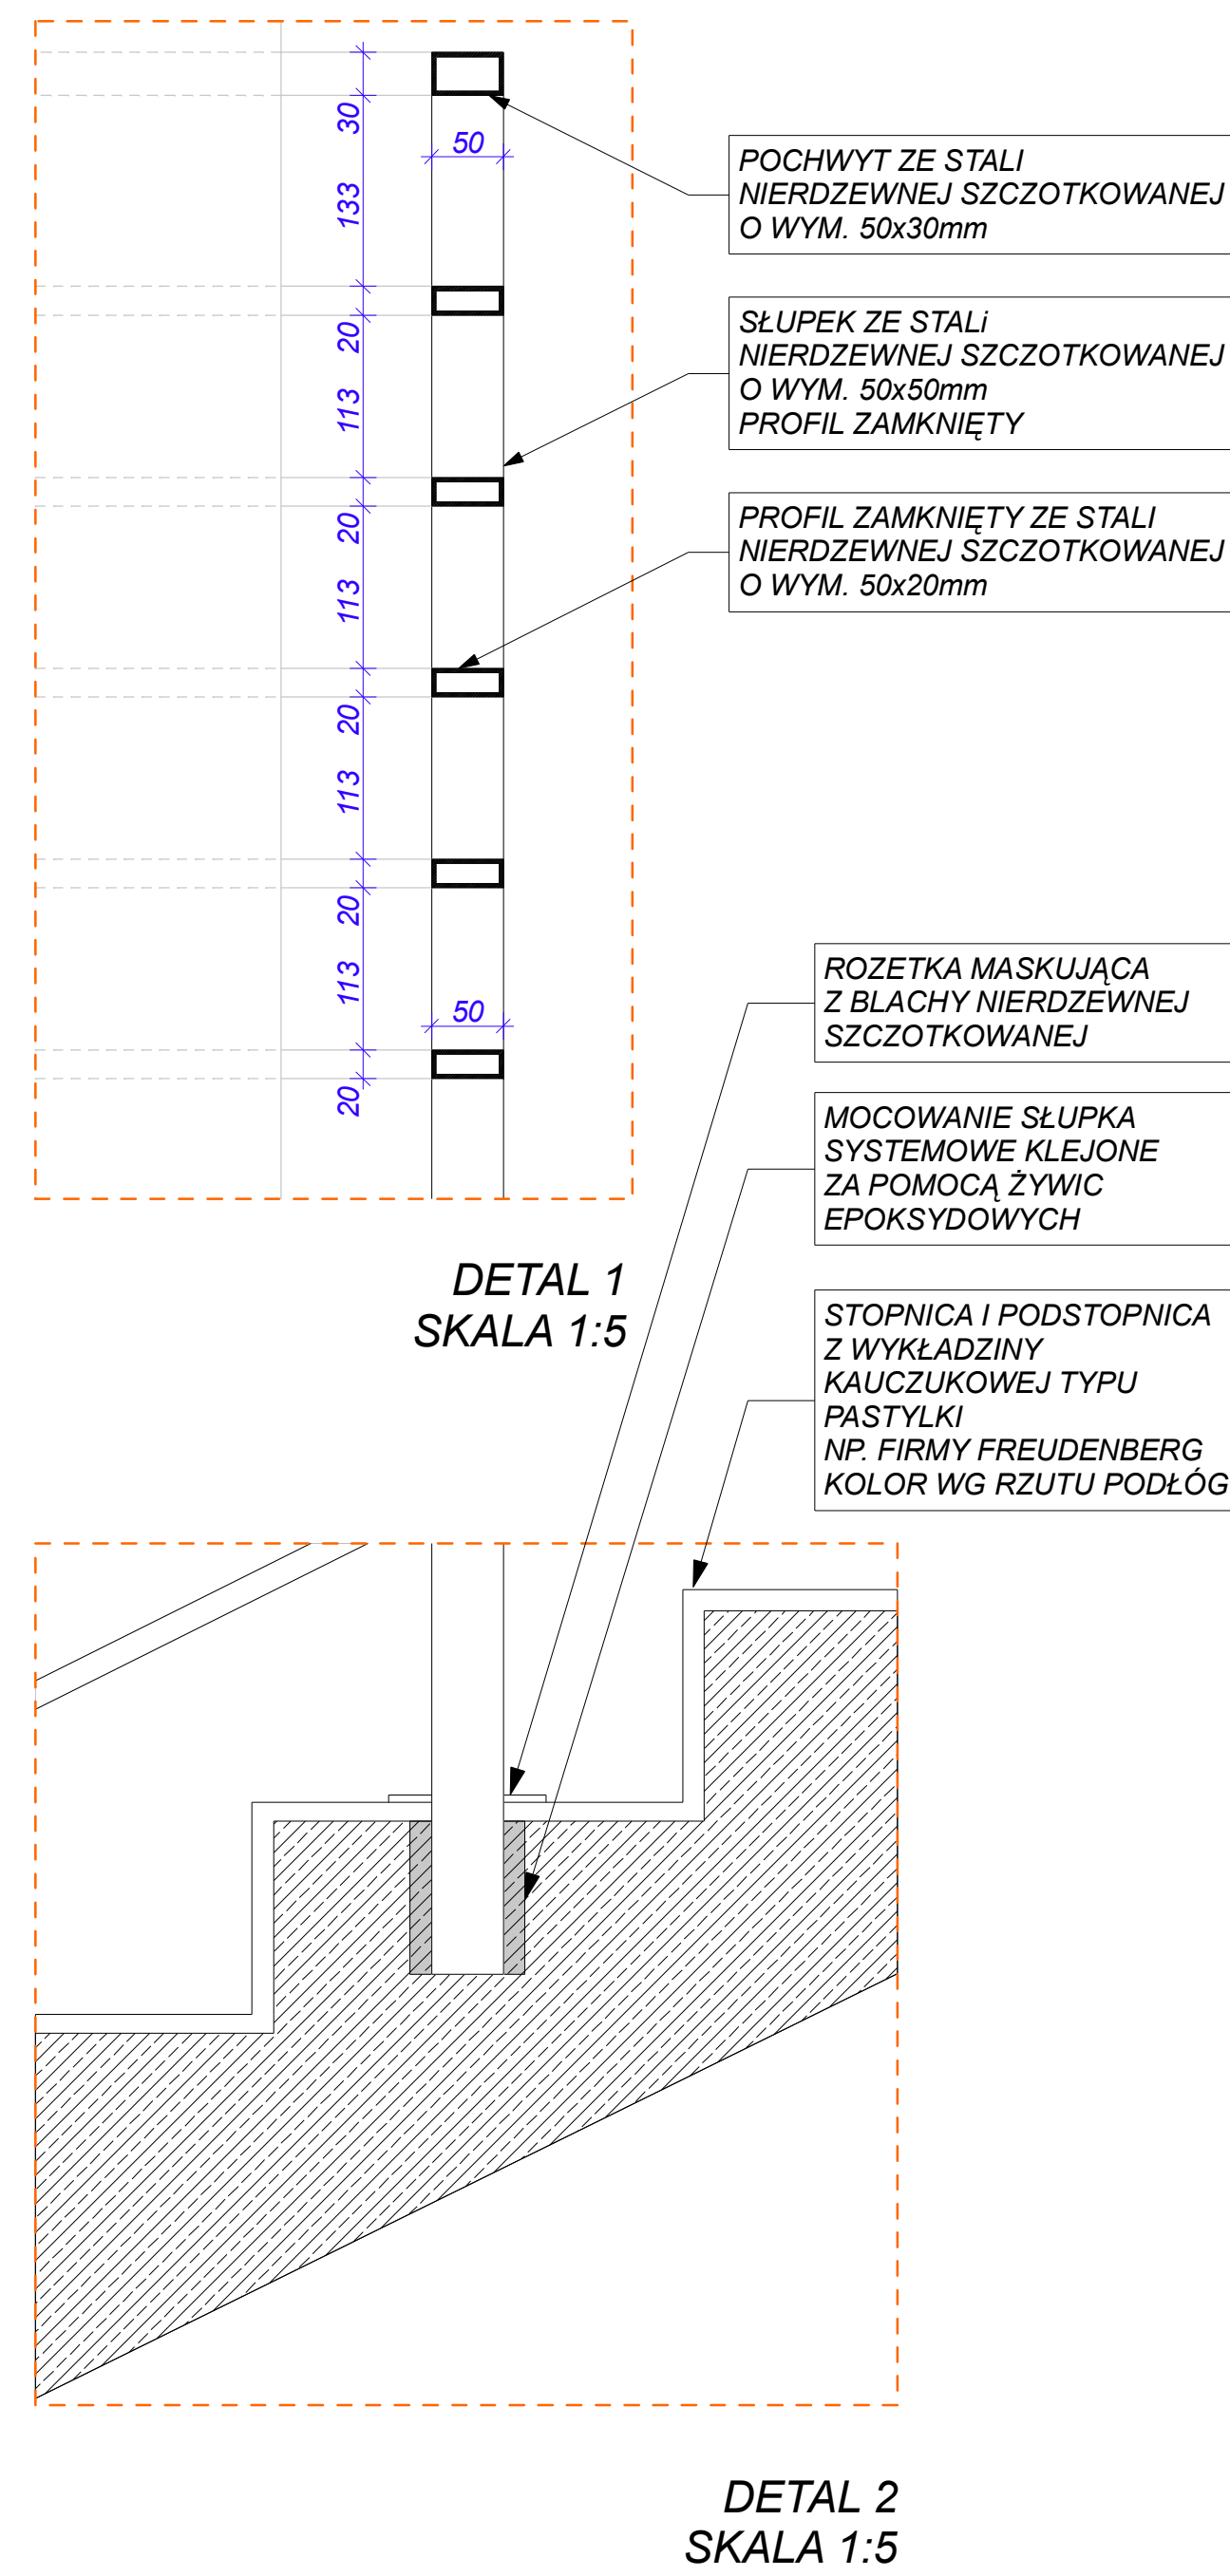 30
50
133
20
113
20
113
20
113
20
113
50
20
POCHWYT ZE STALI
NIERDZEWNEJ SZCZOTKOWANEJ
O WYM. 50x30mm
SŁUPEK ZE STALi
NIERDZEWNEJ SZCZOTKOWANEJ
O WYM. 50x50mm
PROFIL ZAMKNIĘTY
PROFIL ZAMKNIĘTY ZE STALI
NIERDZEWNEJ SZCZOTKOWANEJ
O WYM. 50x20mm
DETAL 1
SKALA 1:5
ROZETKA MASKUJĄCA
Z BLACHY NIERDZEWNEJ
SZCZOTKOWANEJ
MOCOWANIE SŁUPKA
SYSTEMOWE KLEJONE
ZA POMOCĄ ŻYWIC
EPOKSYDOWYCH
STOPNICA I PODSTOPNICA
Z WYKŁADZINY
KAUCZUKOWEJ TYPU
PASTYLKI
NP. FIRMY FREUDENBERG
KOLOR WG RZUTU PODŁÓG
DETAL 2
SKALA 1:5